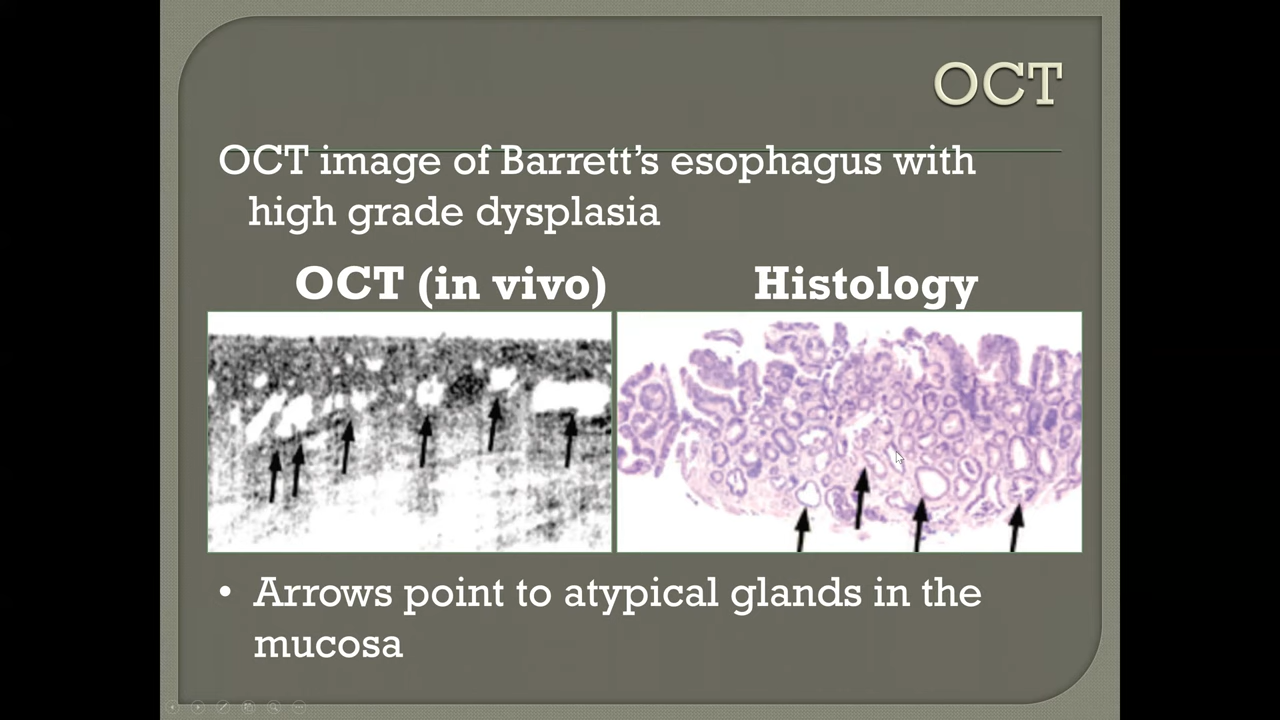 OCT
OCT image of Barrett’s esophagus with
high grade dysplasia
OCT (in vivo)
Histology
• Arrows point to atypical glands in the
mucosa